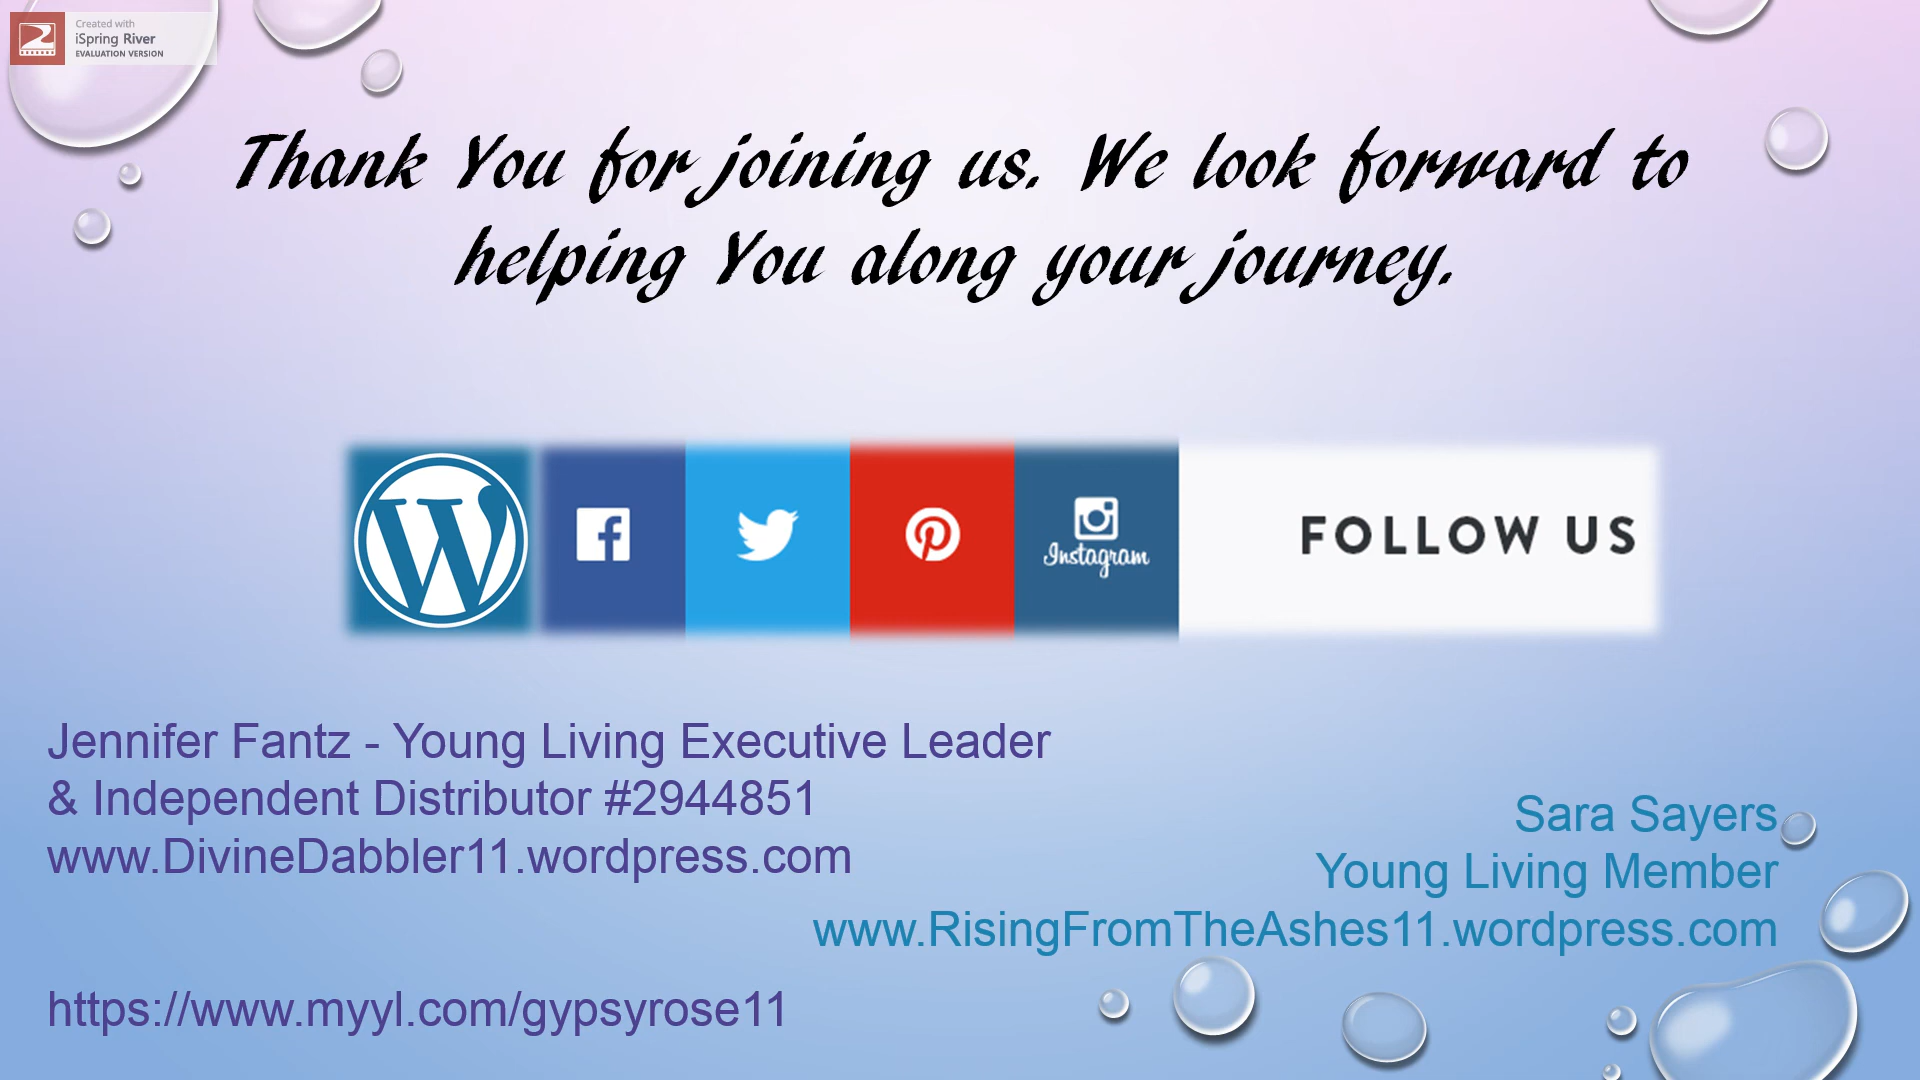 Created with
iSpring River
EVALUATION VERSION
Thank You for joining us. We look forward to
helping You along your journey.
Instagram
FOLLOW US
Jennifer Fantz - Young Living Executive Leader
& Independent Distributor #2944851
www.DivineDabbler11.wordpress.com
Sara Sayers
Young Living Member
www.RisingFromTheAshes11.wordpress.com
https://www.myyl.com/gypsyrose11